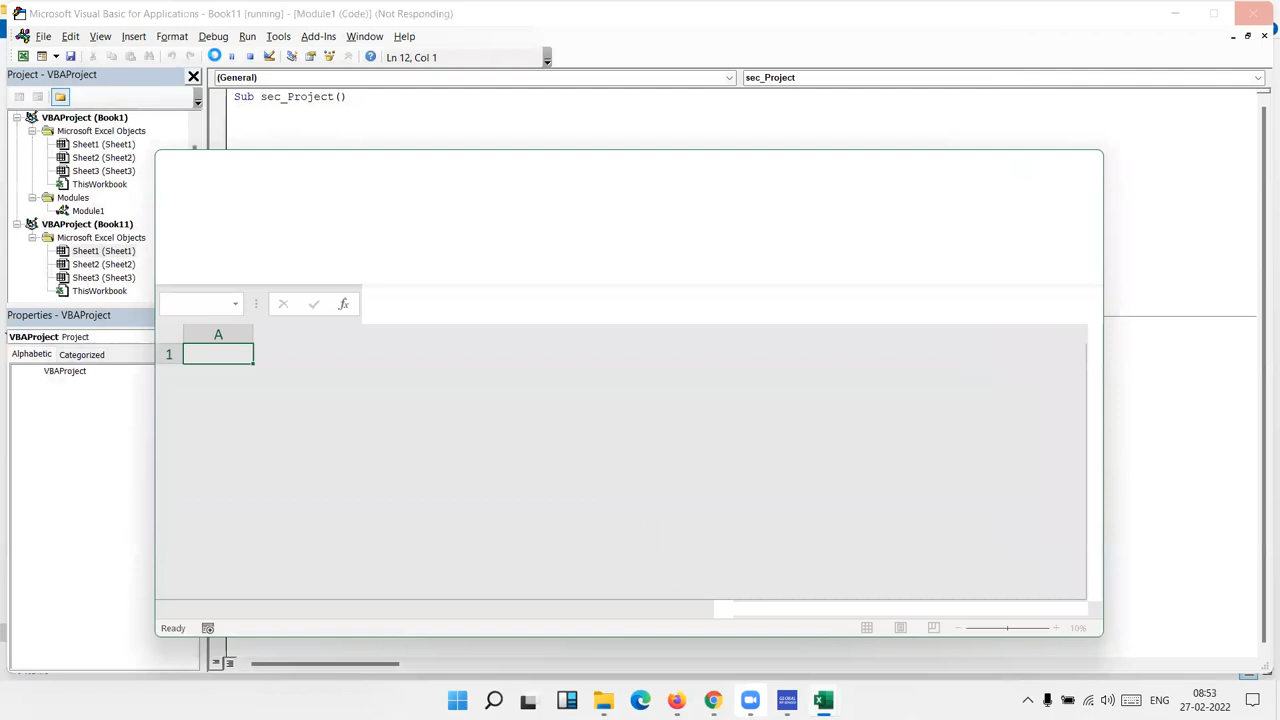 Microsoft Visual Basic for Applications - Book11 [running] - [Module1 (Code)] (Not Responding)
File Edit View Insert Format Debug Run Tools Add-Ins Window Help
Ln 12, Col 1
Project - VBAProject
(General)
sec_Project
Sub sec_Project()
VBAProject (Book1)
Microsoft Excel Objects
Sheet1 (Sheet1)
Sheet2 (Sheet2)
Sheet3 (Sheet3)
ThisWorkbook
Modules
Module1
VBAProject (Book11)
Microsoft Excel Objects
Sheet1 (Sheet1)
Sheet2 (Sheet2)
Sheet3 (Sheet3)
ThisWorkbook
Properties - VBAProject
VBAProject Project
Alphabetic Categorized
VBAProject
fx
A
1
Ready
10%
ENG
08:53
27-02-2022